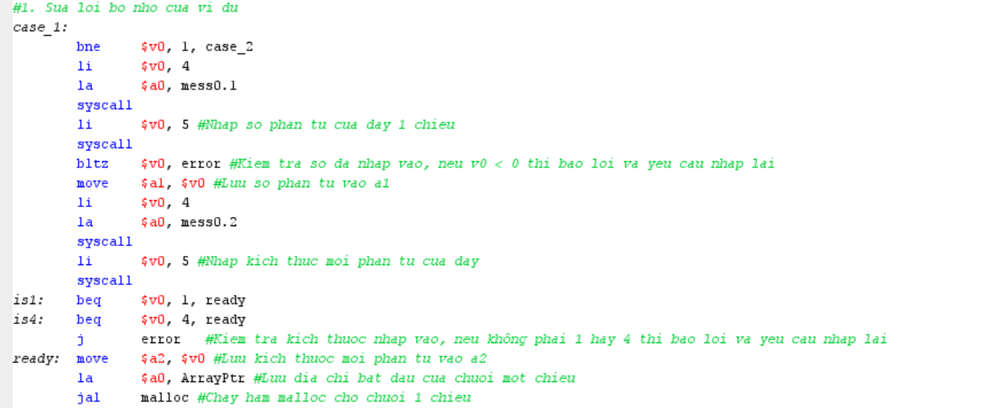 #1. Sua loi bo nho cua vi du
case_1:
bne $v0, 1, case_2
li $v0, 4
la $a0, mess0.1
syscall
li $v0, 5 #Nhap so phan tu cua day 1 chieu
syscall
bltz $v0, error #Kiem tra so da nhap vao, neu v0 < 0 thi bao loi va yeu cau nhap lai
move $a1, $v0 #Luu so phan tu vao a1
li $v0, 4
la $a0, mess0.2
syscall
li $v0, 5 #Nhap kich thuc moi phan tu cua day
syscall
is1: beq $v0, 1, ready
is4: beq $v0, 4, ready
j error #Kiem tra kich thuoc nhap vao, neu không phai 1 hay 4 thi bao loi va yeu cau nhap lai
ready: move $a2, $v0 #Luu kich thuoc moi phan tu vao a2
la $a0, ArrayPtr #Luu dia chi bat dau cua chuoi mot chieu
jal malloc #Chay ham malloc cho chuoi 1 chieu